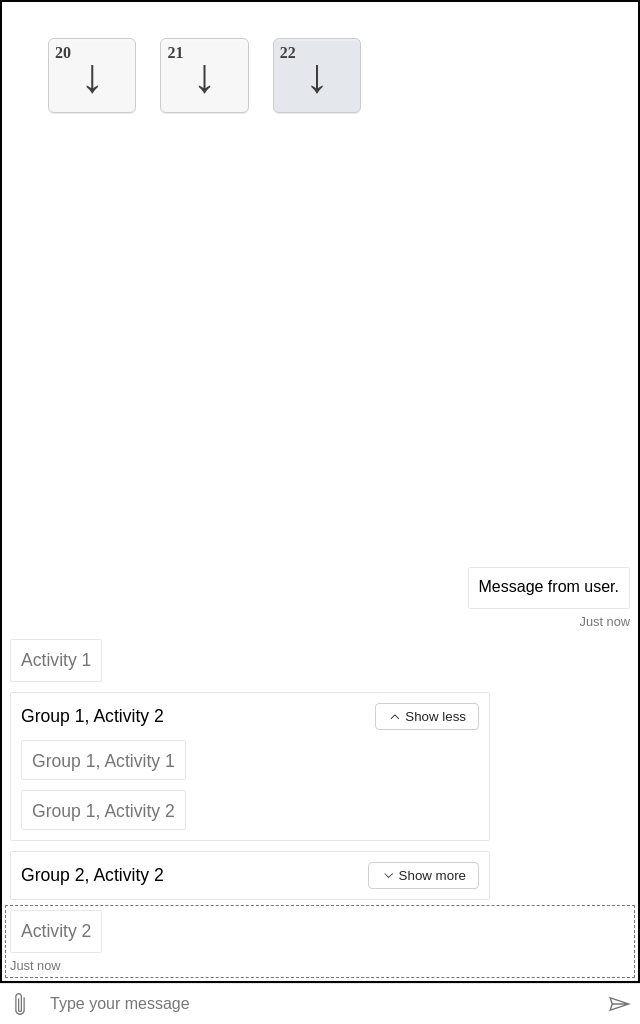 20
↓
21
↓
22
↓
Message from user.
Just now
Activity 1
Group 1, Activity 2
Show less
Group 1, Activity 1
Group 1, Activity 2
Group 2, Activity 2
Show more
Activity 2
Just now
Type your message